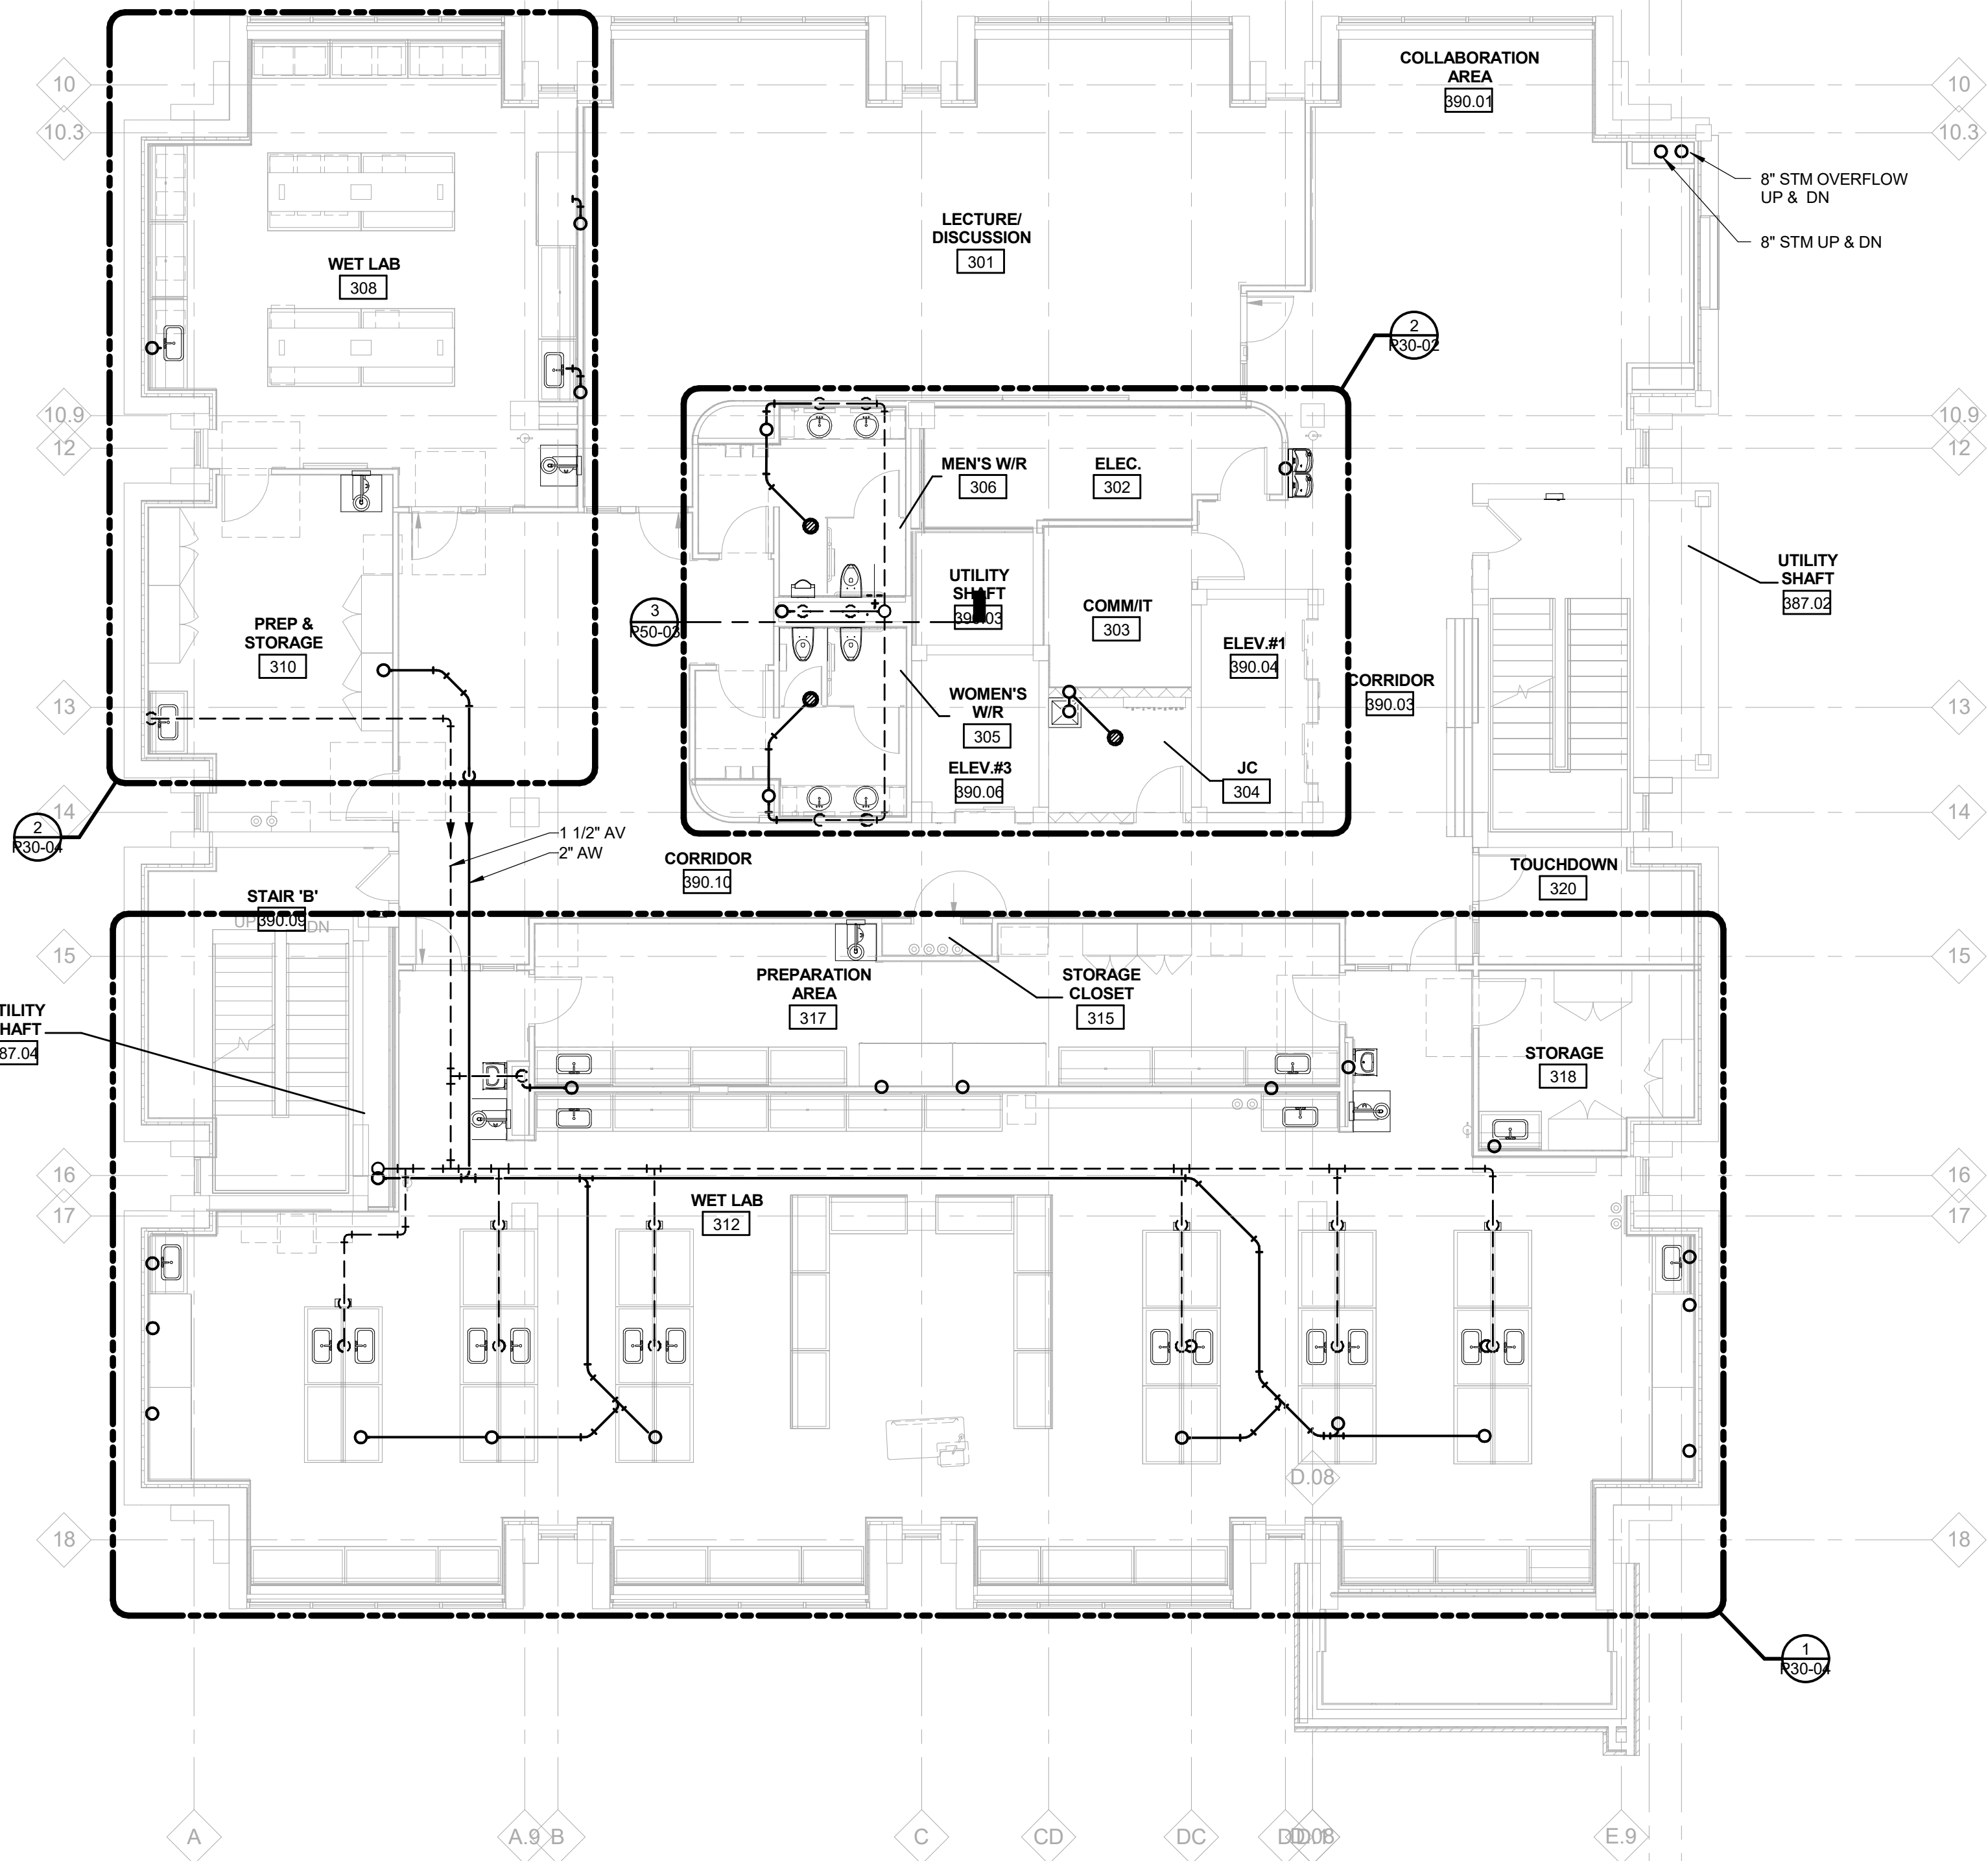 COLLABORATION
AREA
390.01
10
10
10.3
10.3
8" STM OVERFLOW
UP & DN
8" STM UP & DN
LECTURE/
DISCUSSION
301
WET LAB
308
2
P30-02
10.9
10.9
12
12
MEN'S W/R
306
ELEC.
302
UTILITY
SHAFT
390.03
COMM/IT
303
UTILITY
SHAFT
387.02
3
P50-03
PREP &
STORAGE
310
ELEV.#1
390.04
CORRIDOR
390.03
WOMEN'S
W/R
305
13
13
ELEV.#3
390.06
JC
304
14
14
2
P30-04
1 1/2" AV
2" AW
CORRIDOR
390.10
TOUCHDOWN
320
STAIR 'B'
390.09
UP
DN
15
15
PREPARATION
AREA
317
STORAGE
CLOSET
315
TILITY
HAFT
87.04
STORAGE
318
16
16
WET LAB
312
17
17
D.08
18
18
1
P30-04
A
A.9
B
C
CD
DC
E.9